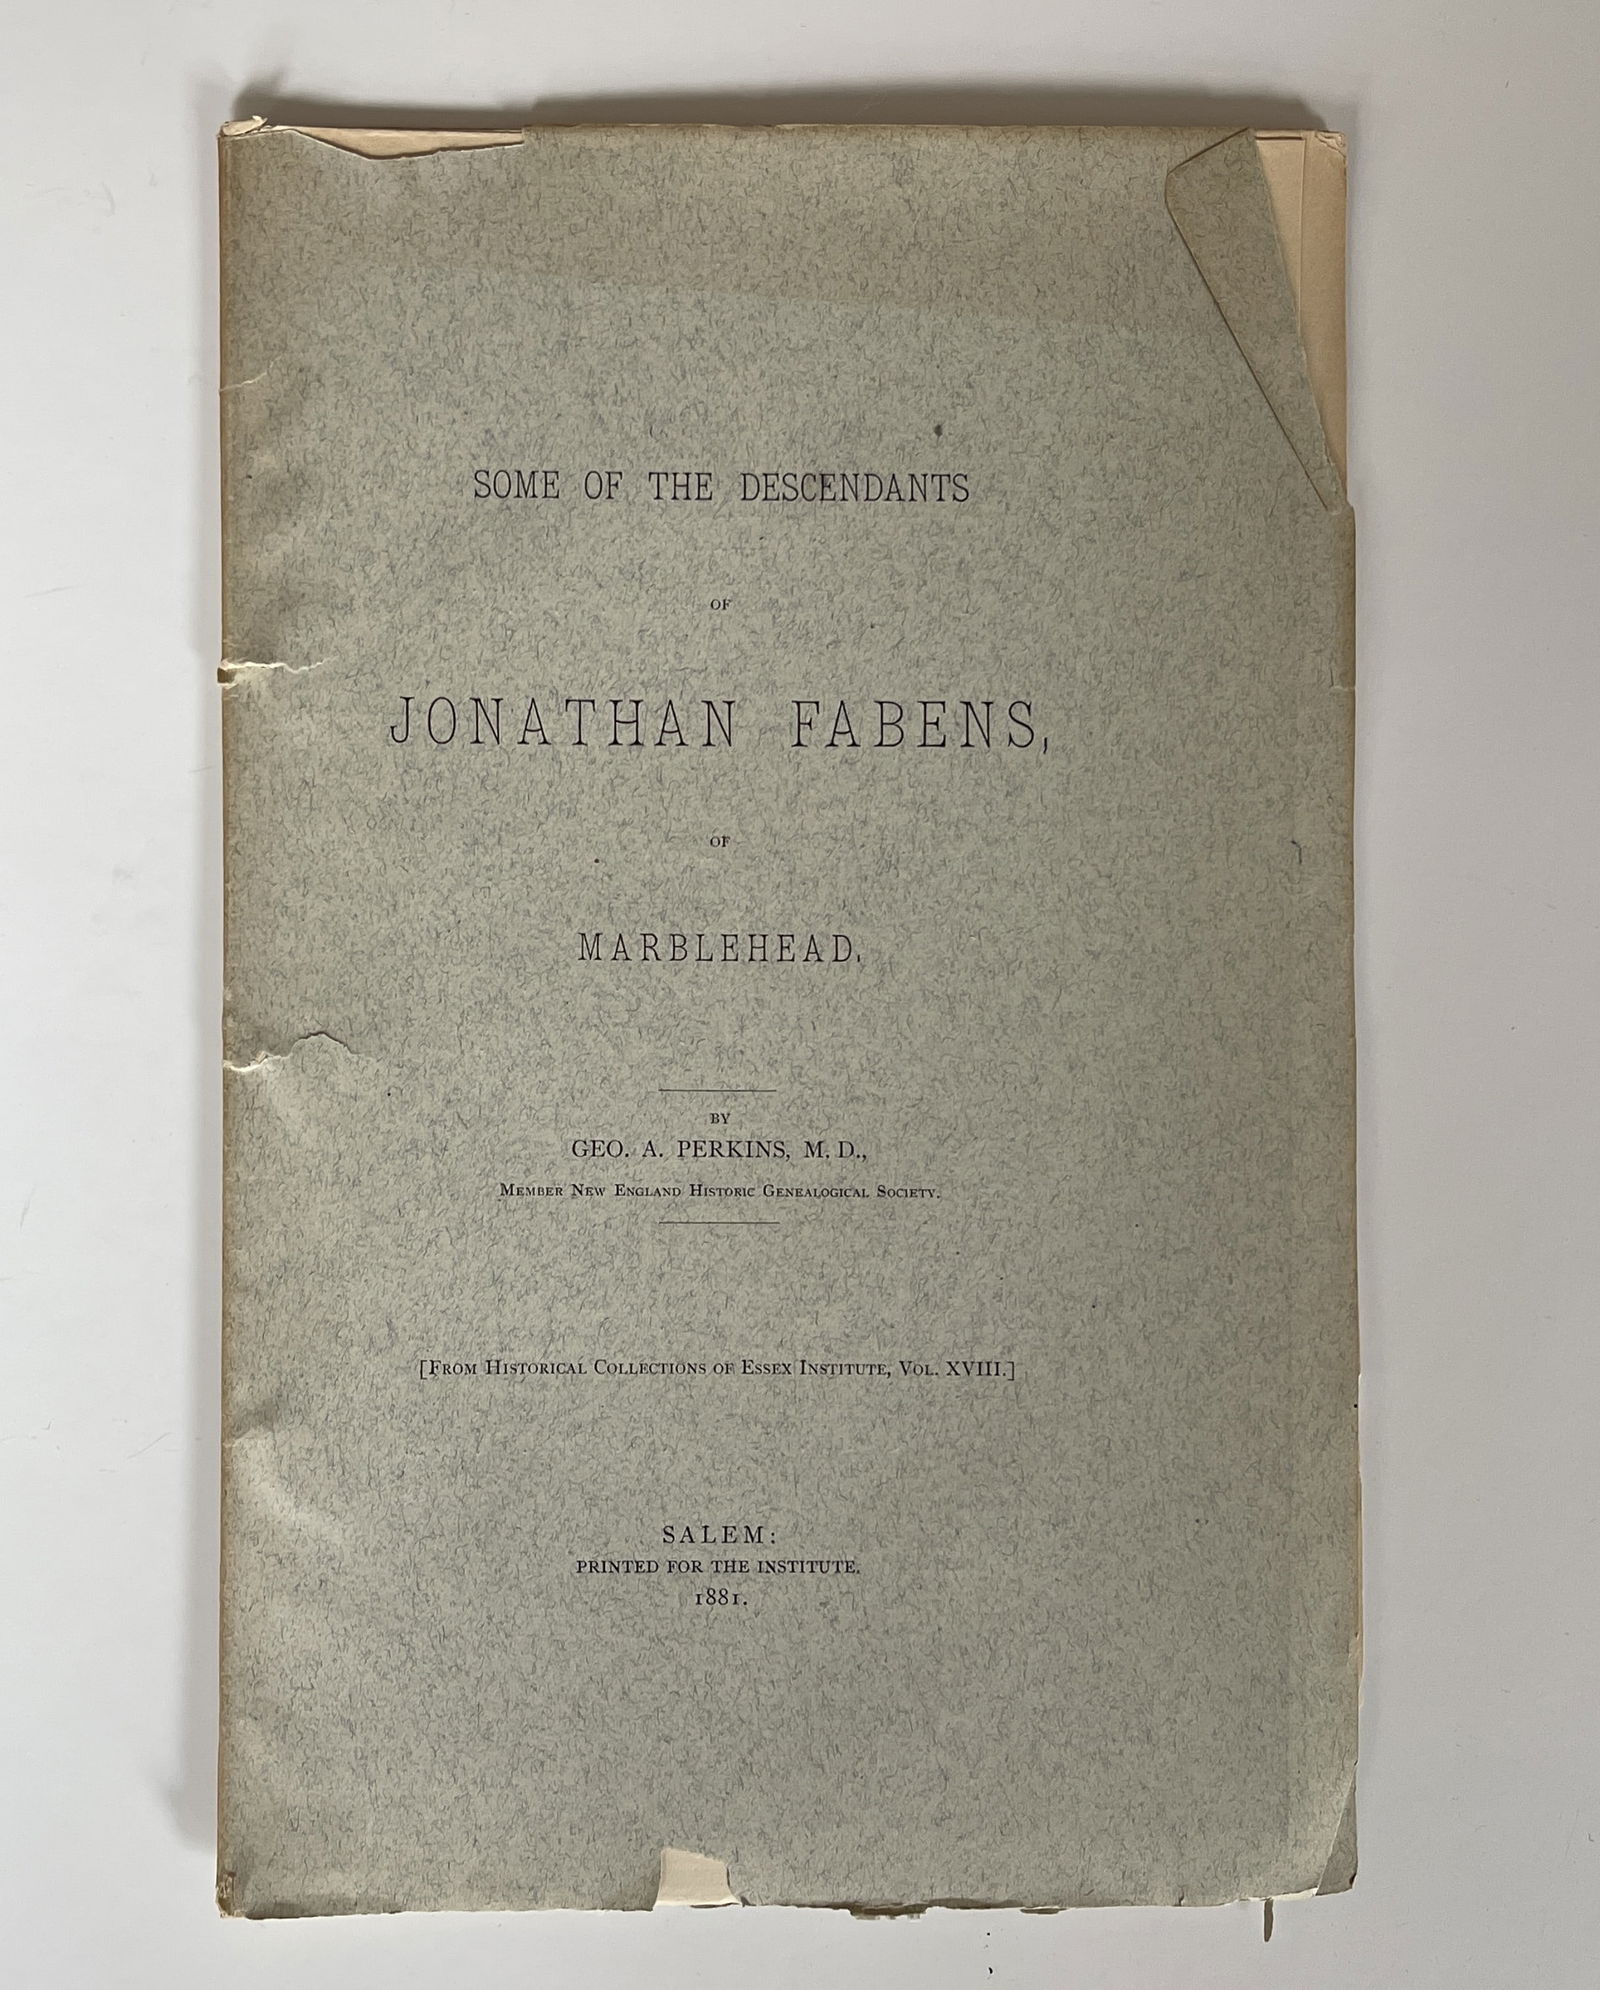 SOME OF THE DESCENDANTS
OF
JONATHAN FABENS,
OF
MARBLEHEAD,
BY
GEO. A. PERKINS, M. D.,
MEMBER NEW ENGLAND HISTORIC GENEALOGICAL SOCIETY.
[FROM HISTORICAL COLLECTIONS OF ESSEX INSTITUTE, VOL. XVIII.]
SALEM:
PRINTED FOR THE INSTITUTE.
1881.